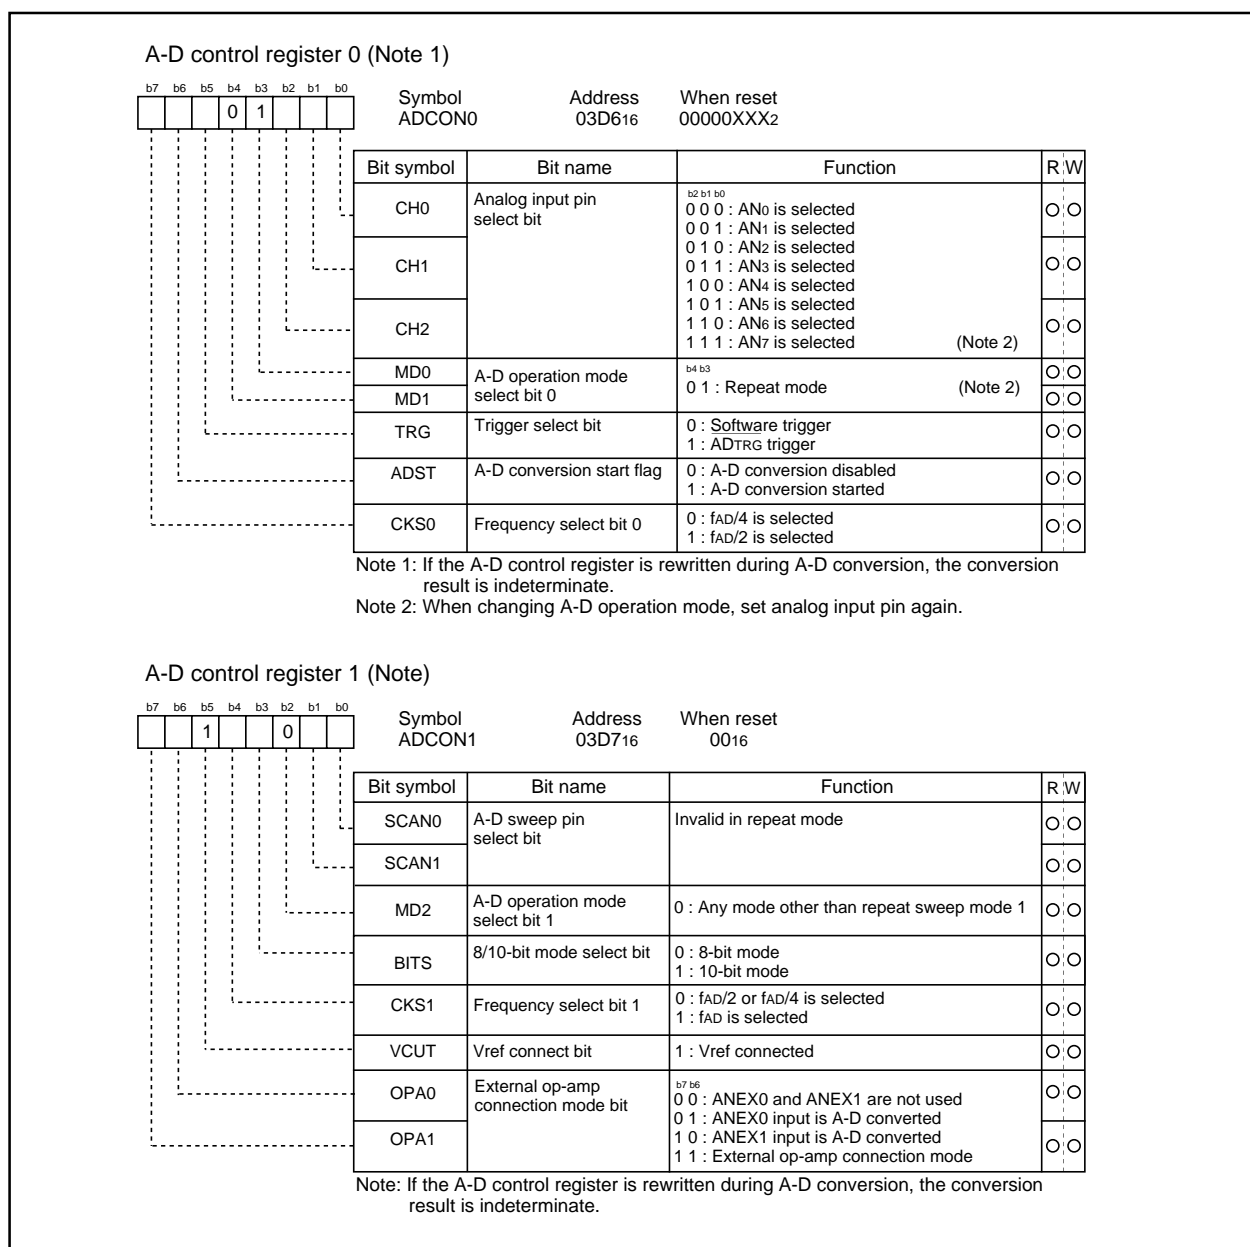 A-D control register 0 (Note 1)
b7 b6 b5 b4 b3 b2 b1 b0
0 1
Symbol Address When reset
ADCON0 03D616 00000XXX2
Bit symbol Bit name Function R W
CH0 Analog input pin select bit
b2 b1 b0
0 0 0 : AN0 is selected
0 0 1 : AN1 is selected
0 1 0 : AN2 is selected
CH1
0 1 1 : AN3 is selected
1 0 0 : AN4 is selected
1 0 1 : AN5 is selected
CH2
1 1 0 : AN6 is selected
1 1 1 : AN7 is selected (Note 2)
MD0 A-D operation mode select bit 0
b4 b3
0 1 : Repeat mode (Note 2)
MD1
TRG Trigger select bit
0 : Software trigger
1 : ADTRG trigger
ADST A-D conversion start flag
0 : A-D conversion disabled
1 : A-D conversion started
CKS0 Frequency select bit 0
0 : fAD/4 is selected
1 : fAD/2 is selected
Note 1: If the A-D control register is rewritten during A-D conversion, the conversion
result is indeterminate.
Note 2: When changing A-D operation mode, set analog input pin again.
A-D control register 1 (Note)
b7 b6 b5 b4 b3 b2 b1 b0
1 0
Symbol Address When reset
ADCON1 03D716 0016
Bit symbol Bit name Function R W
SCAN0 A-D sweep pin select bit
Invalid in repeat mode
SCAN1
MD2 A-D operation mode select bit 1
0 : Any mode other than repeat sweep mode 1
BITS 8/10-bit mode select bit
0 : 8-bit mode
1 : 10-bit mode
CKS1 Frequency select bit 1
0 : fAD/2 or fAD/4 is selected
1 : fAD is selected
VCUT Vref connect bit
1 : Vref connected
OPA0 External op-amp connection mode bit
b7 b6
0 0 : ANEX0 and ANEX1 are not used
0 1 : ANEX0 input is A-D converted
OPA1
1 0 : ANEX1 input is A-D converted
1 1 : External op-amp connection mode
Note: If the A-D control register is rewritten during A-D conversion, the conversion
result is indeterminate.